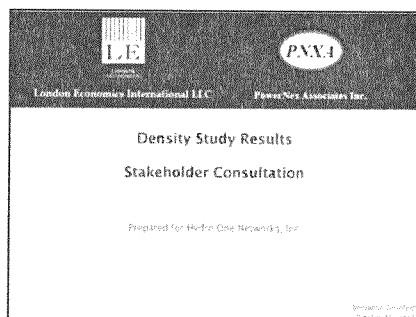 LE
PNXA
London Economics International LLC
PowerNex Associates Inc.
Density Study Results
Stakeholder Consultation
Prepared for Hydro One Networks, Inc.